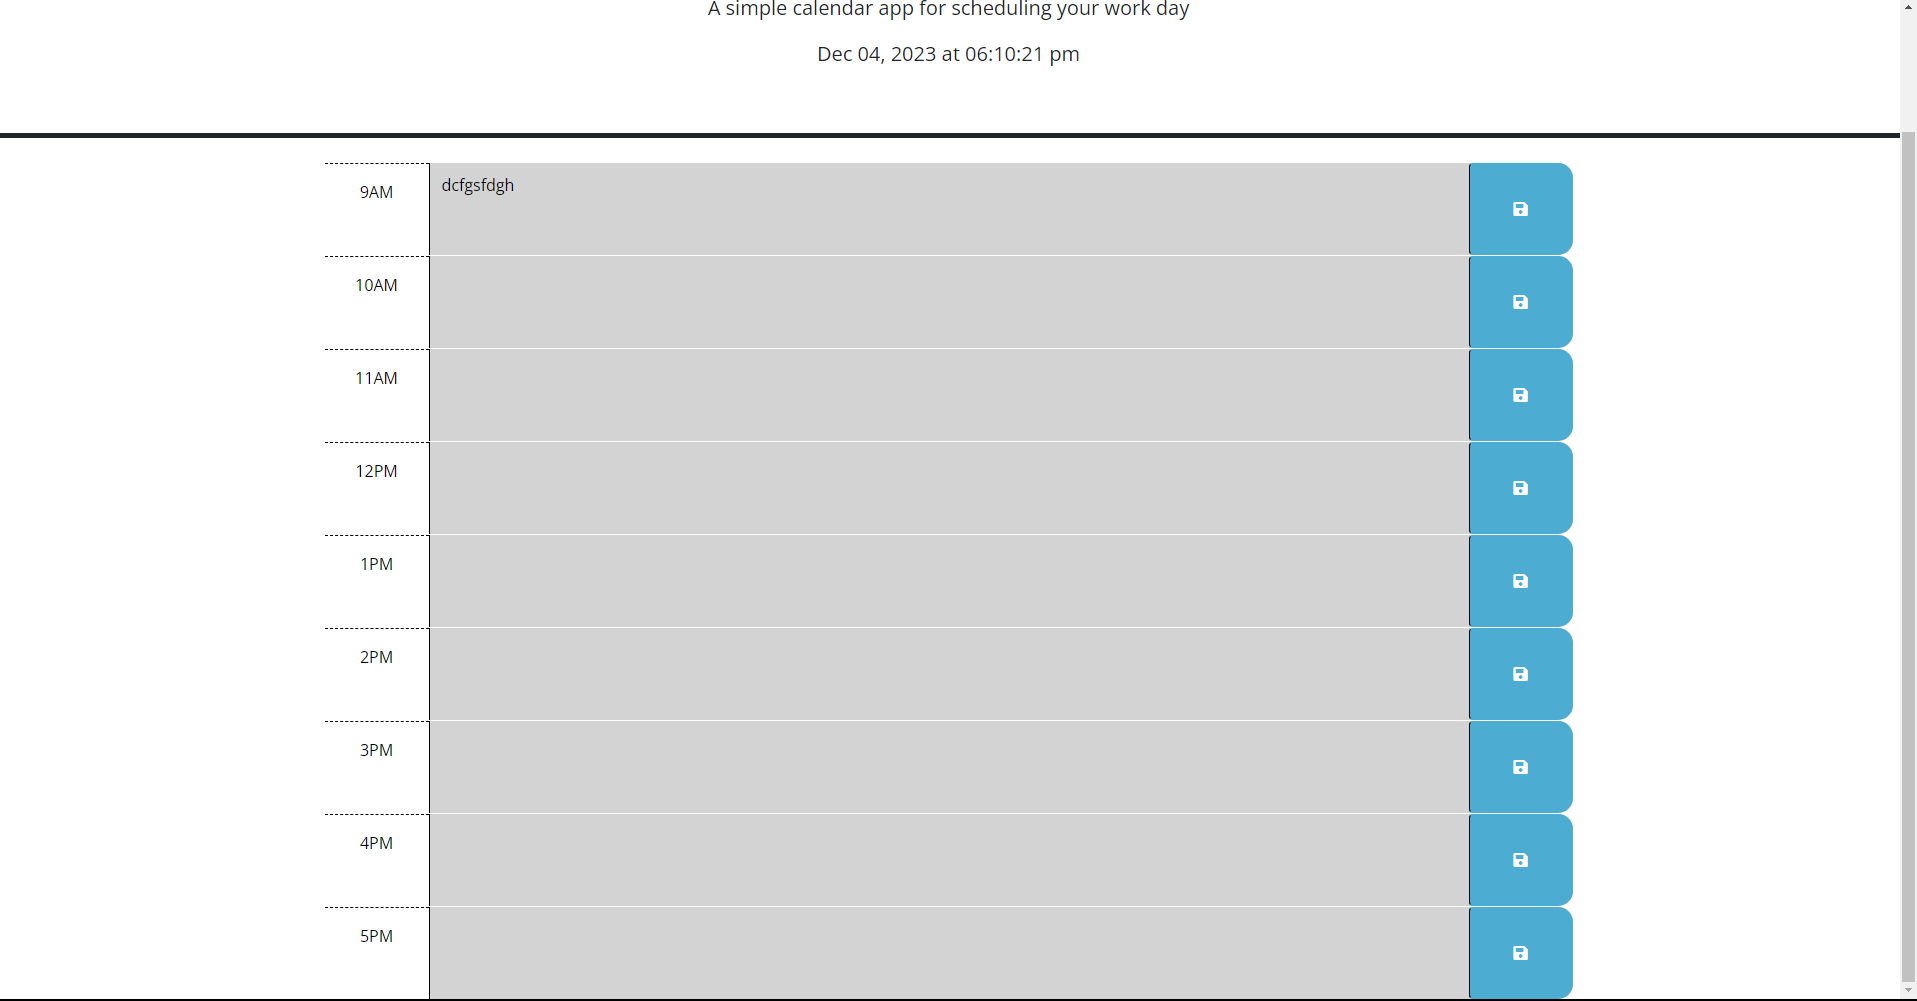 A simple calendar app for scheduling your work day
Dec 04, 2023 at 06:10:21 pm
9AM
dcfgsfdgh
10AM
11AM
12PM
1PM
2PM
3PM
4PM
5PM